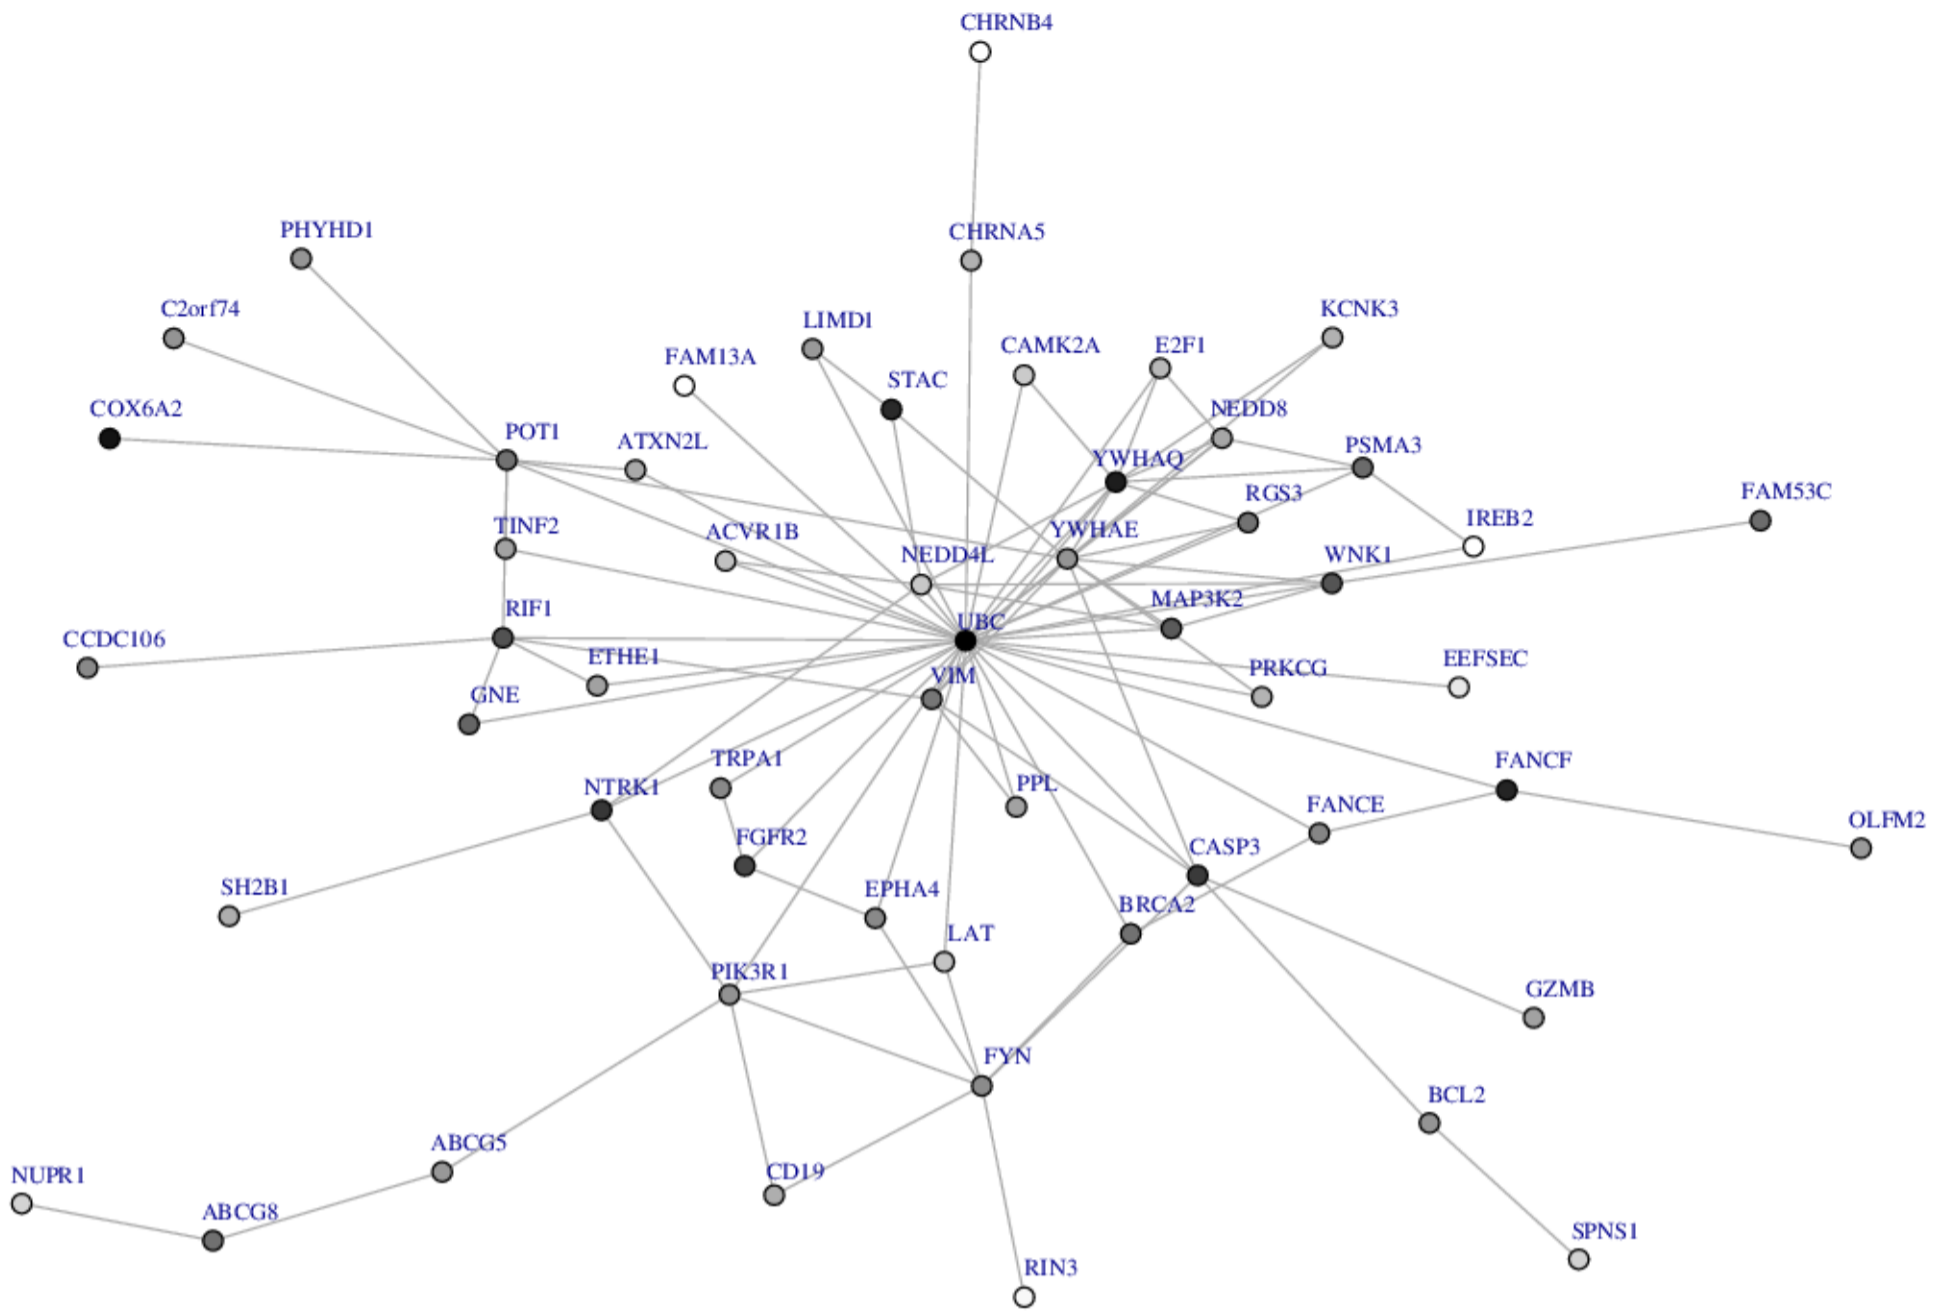 CHRNB4
PHYHD1
CHRNA5
C2orf74
LIMD1
KCNK3
FAM13A
CAMK2A
E2F1
STAC
COX6A2
NEDD8
POT1
ATXN2L
PSMA3
YWHAQ
RGS3
FAM53C
TINF2
ACVR1B
YWHAE
IREB2
NEDD4L
WNK1
RIF1
MAP3K2
UBC
CCDC106
ETHE1
VIM
PRKCG
EEFSEC
GNE
TRPA1
NTRK1
PPL
FANCF
FANCE
OLFM2
FGFR2
CASP3
SH2B1
EPHA4
BRCA2
LAT
PIK3R1
GZMB
FYN
BCL2
ABCG5
NUPR1
CD19
ABCG8
SPNS1
RIN3